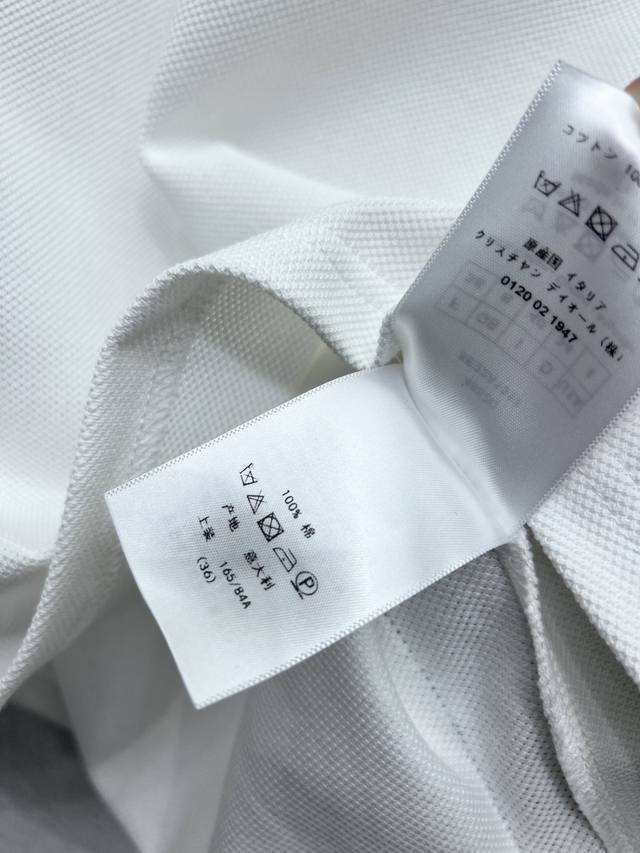 コットン 100
原産国 イタリア
クリスチャン ディオール (株)
0120 02 1947
100% 棉
P
产地 意大利
上装 165/84A
(36)